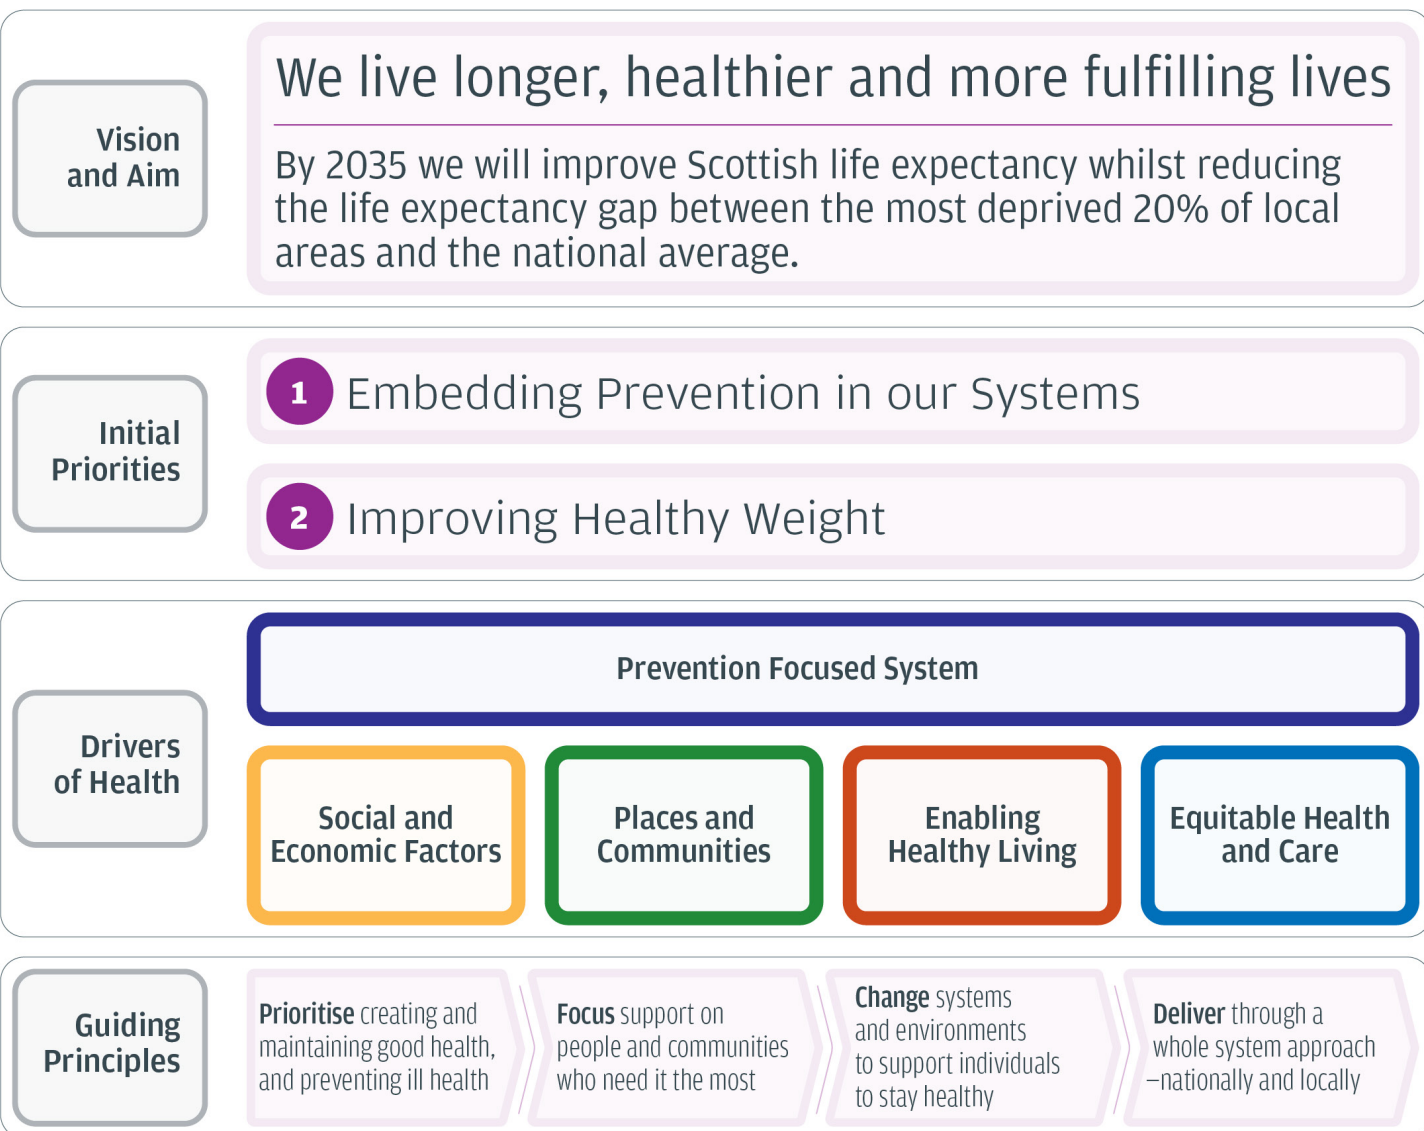 Vision
and Aim
We live longer, healthier and more fulfilling lives
By 2035 we will improve Scottish life expectancy whilst reducing
the life expectancy gap between the most deprived 20% of local
areas and the national average.
Initial
Priorities
1 Embedding Prevention in our Systems
2 Improving Healthy Weight
Drivers
of Health
Prevention Focused System
Social and
Economic Factors
Places and
Communities
Enabling
Healthy Living
Equitable Health
and Care
Guiding
Principles
Prioritise creating and
maintaining good health,
and preventing ill health
Focus support on
people and communities
who need it the most
Change systems
and environments
to support individuals
to stay healthy
Deliver through a
whole system approach
–nationally and locally